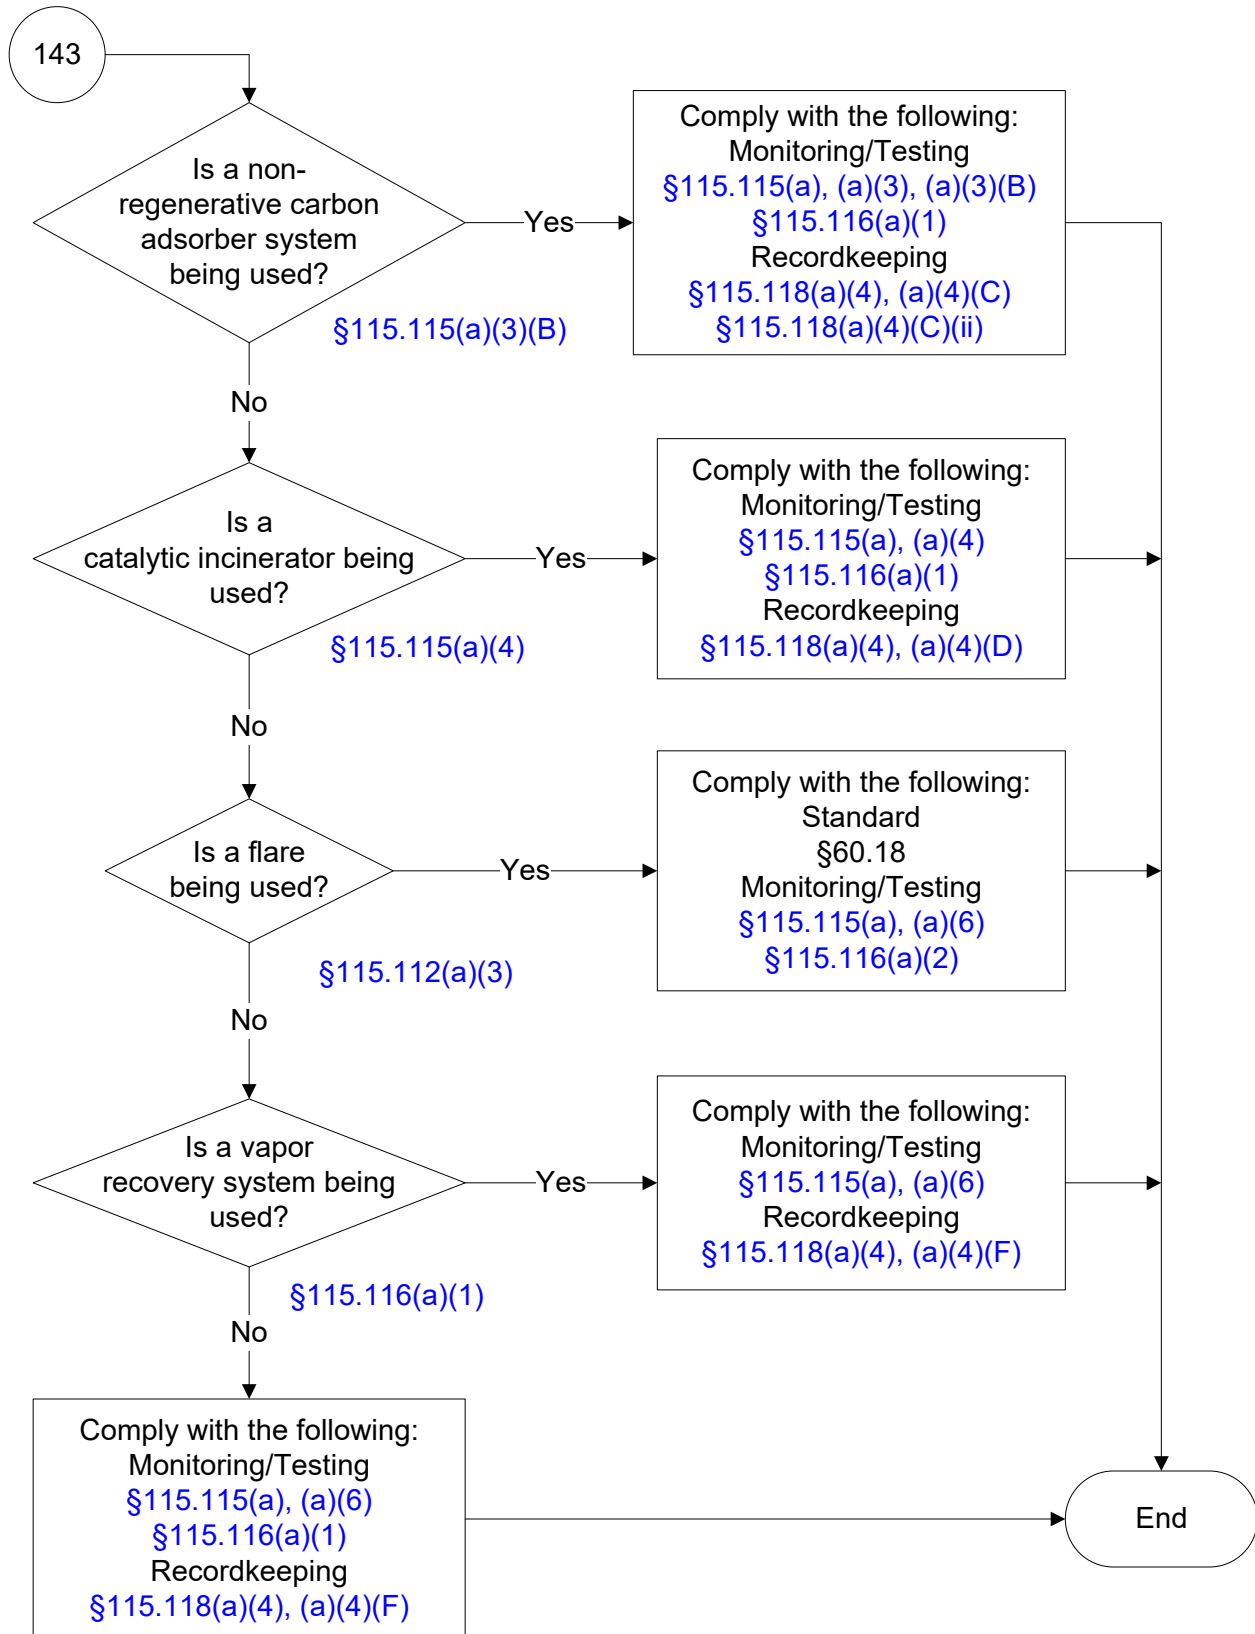 143
Is a non-
regenerative carbon
adsorber system
being used?
§115.115(a)(3)(B)
Yes
Comply with the following:
Monitoring/Testing
§115.115(a), (a)(3), (a)(3)(B)
§115.116(a)(1)
Recordkeeping
§115.118(a)(4), (a)(4)(C)
§115.118(a)(4)(C)(ii)
No
Is a
catalytic incinerator being
used?
§115.115(a)(4)
Yes
Comply with the following:
Monitoring/Testing
§115.115(a), (a)(4)
§115.116(a)(1)
Recordkeeping
§115.118(a)(4), (a)(4)(D)
No
Is a flare
being used?
§115.112(a)(3)
Yes
Comply with the following:
Standard
§60.18
Monitoring/Testing
§115.115(a), (a)(6)
§115.116(a)(2)
No
Is a vapor
recovery system being
used?
§115.116(a)(1)
Yes
Comply with the following:
Monitoring/Testing
§115.115(a), (a)(6)
Recordkeeping
§115.118(a)(4), (a)(4)(F)
No
Comply with the following:
Monitoring/Testing
§115.115(a), (a)(6)
§115.116(a)(1)
Recordkeeping
§115.118(a)(4), (a)(4)(F)
End